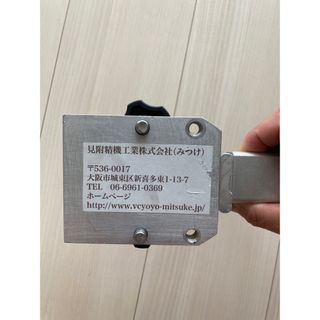 見附精機工業株式会社(みつけ)
〒536-0017
大阪市城東区新喜多東1-13-7
TEL 06-6961-0369
ホームページ
http://www.vcyoyo-mitsuke.jp/